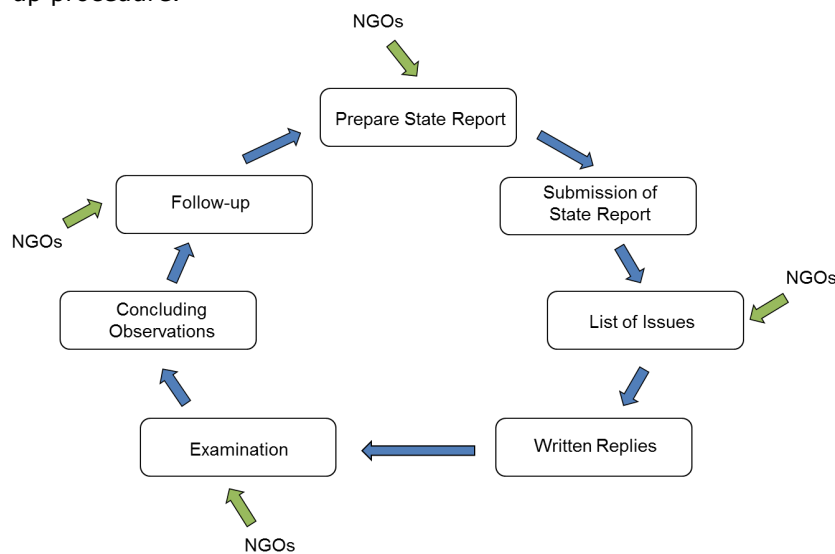 up procedure.
NGOs
Prepare State Report
Follow-up
Submission of
State Report
NGOs
NGOs
Concluding
Observations
List of Issues
Examination
Written Replies
NGOs